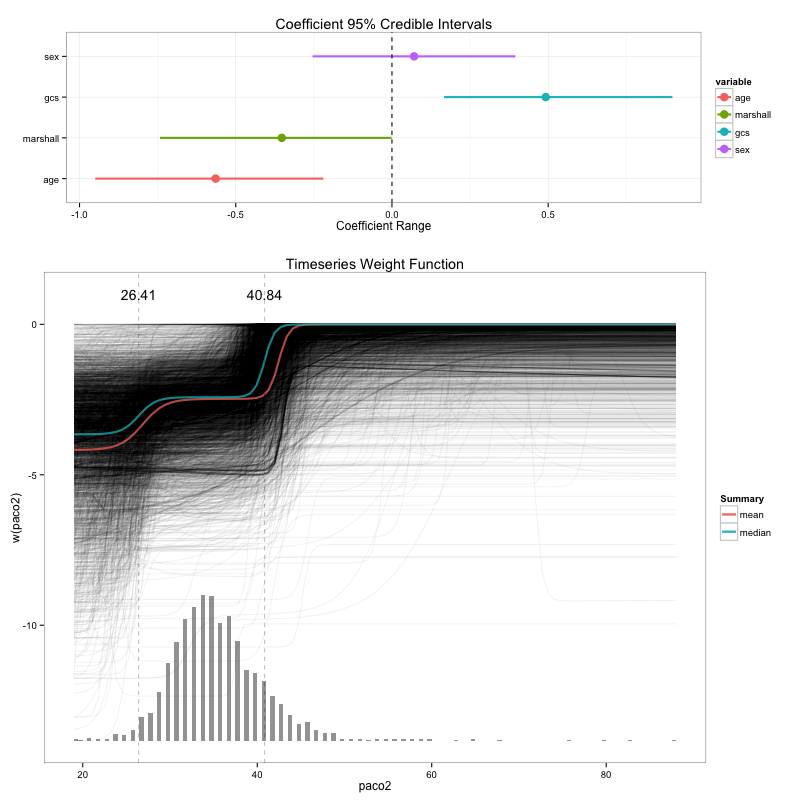 Coefficient 95% Credible Intervals
sex
gcs
marshall
age
-1.0
-0.5
0.0
0.5
Coefficient Range
variable
age
marshall
gcs
sex
Timeseries Weight Function
26.41
40.84
0
-5
-10
w(paco2)
20
40
60
80
paco2
Summary
mean
median